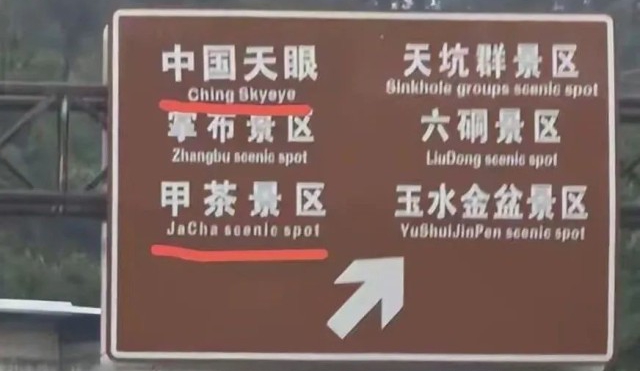 中国天眼
Ching Skyeye
掌布景区
Zhangbu scenic spot
甲茶景区
JaCha scenic spot
天坑群景区
Sinkhole groups scenic spot
六硐景区
LiuDong scenic spot
玉水金盆景区
YuShuiJinPen scenic spot